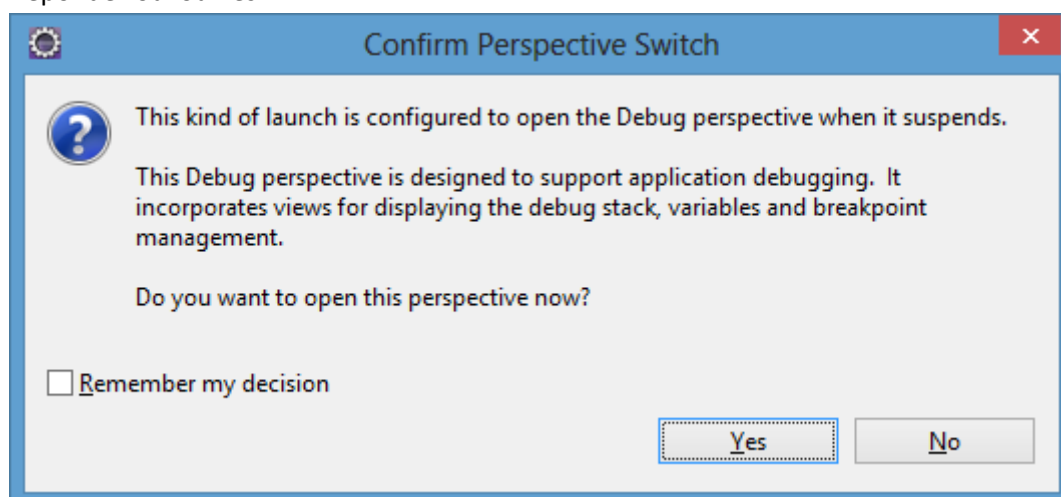 Confirm Perspective Switch
This kind of launch is configured to open the Debug perspective when it suspends.
This Debug perspective is designed to support application debugging.  It
incorporates views for displaying the debug stack, variables and breakpoint
management.
Do you want to open this perspective now?
Remember my decision
Yes
No